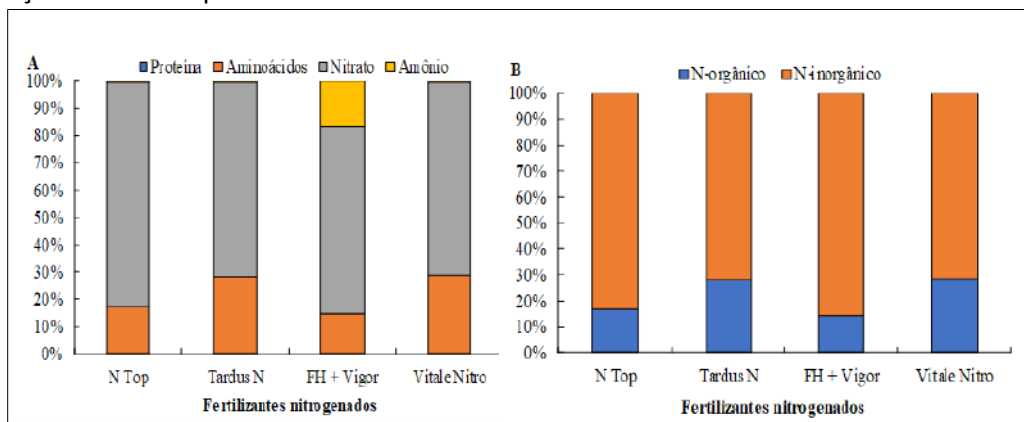 A
Proteína Aminoácidos Nitrato Amônio
100%
90%
80%
70%
60%
50%
40%
30%
20%
10%
0%
N Top Tardus N FH + Vigor Vitale Nitro
Fertilizantes nitrogenados
B
N-orgânico N-inorgânico
100%
90%
80%
70%
60%
50%
40%
30%
20%
10%
0%
N Top Tardus N FH + Vigor Vitale Nitro
Fertilizantes nitrogenados